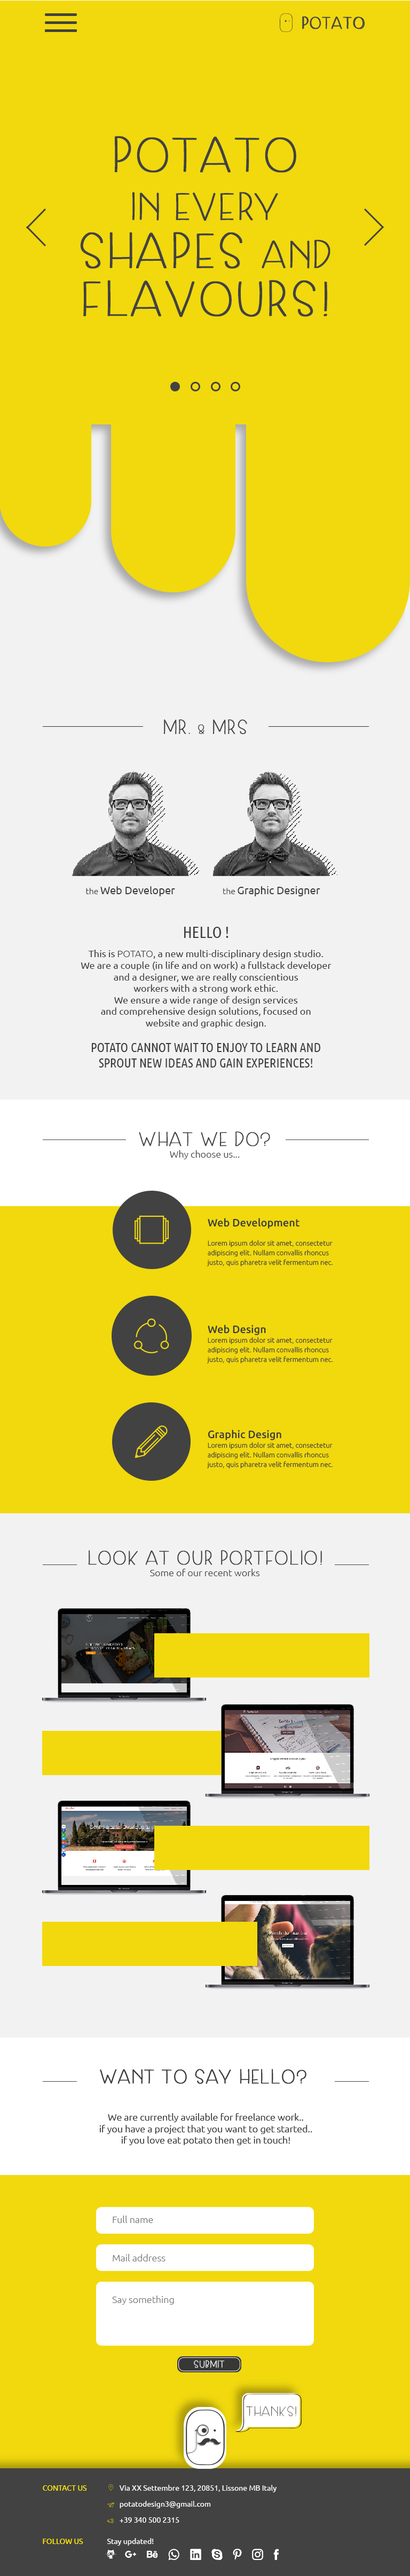 POTATO
POTATO
IN EVERY
SHAPES AND
FLAVOURS!
MR. & MRS
the Web Developer
the Graphic Designer
HELLO !
This is POTATO, a new multi-disciplinary design studio.
We are a couple (in life and on work) a fullstack developer
and a designer, we are really conscientious
workers with a strong work ethic.
We ensure a wide range of design services
and comprehensive design solutions, focused on
website and graphic design.
POTATO CANNOT WAIT TO ENJOY TO LEARN AND
SPROUT NEW IDEAS AND GAIN EXPERIENCES!
WHAT WE DO?
Why choose us...
Web Development
Lorem ipsum dolor sit amet, consectetur
adipiscing elit. Nullam convallis rhoncus
justo, quis pharetra velit fermentum nec.
Web Design
Lorem ipsum dolor sit amet, consectetur
adipiscing elit. Nullam convallis rhoncus
justo, quis pharetra velit fermentum nec.
Graphic Design
Lorem ipsum dolor sit amet, consectetur
adipiscing elit. Nullam convallis rhoncus
justo, quis pharetra velit fermentum nec.
LOOK AT OUR PORTFOLIO!
Some of our recent works
WANT TO SAY HELLO?
We are currently available for freelance work..
if you have a project that you want to get started..
if you love eat potato then get in touch!
Full name
Mail address
Say something
SUBMIT
THANKS!
CONTACT US
Via XX Settembre 123, 20851, Lissone MB Italy
potatodesign3@gmail.com
+39 340 500 2315
FOLLOW US
Stay updated!